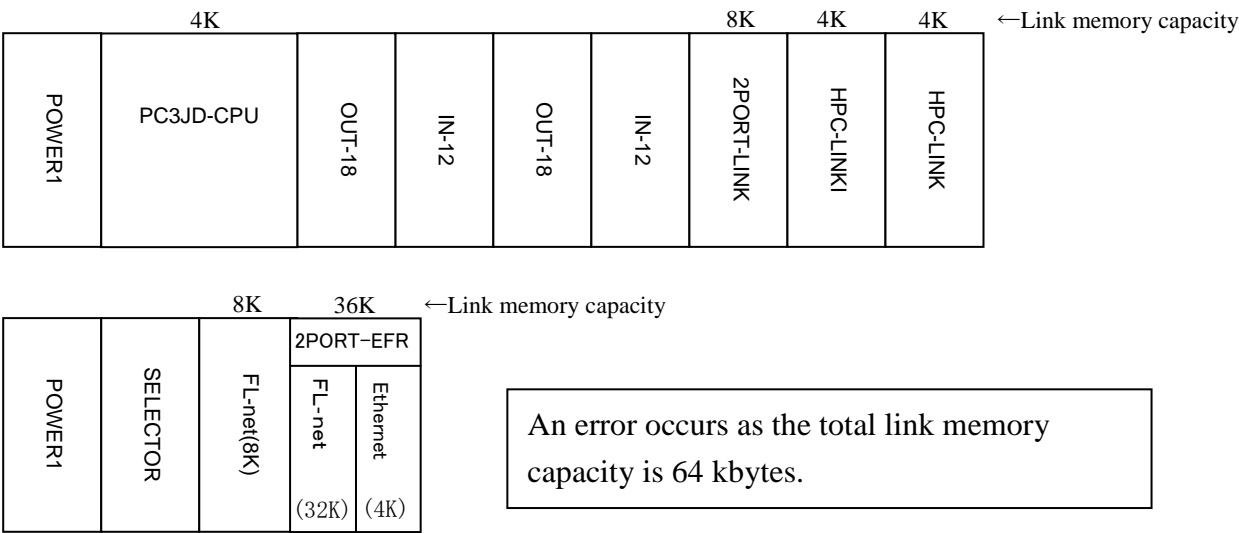 4K 8K 4K 4K ←Link memory capacity
POWER1
PC3JD-CPU
OUT-18
IN-12
OUT-18
IN-12
2PORT-LINK
HPC-LINKI
HPC-LINK
8K 36K ←Link memory capacity
POWER1
SELECTOR
FL-net(8K)
2PORT-EFR
FL-net
(32K)
Ethernet
(4K)
An error occurs as the total link memory
capacity is 64 kbytes.